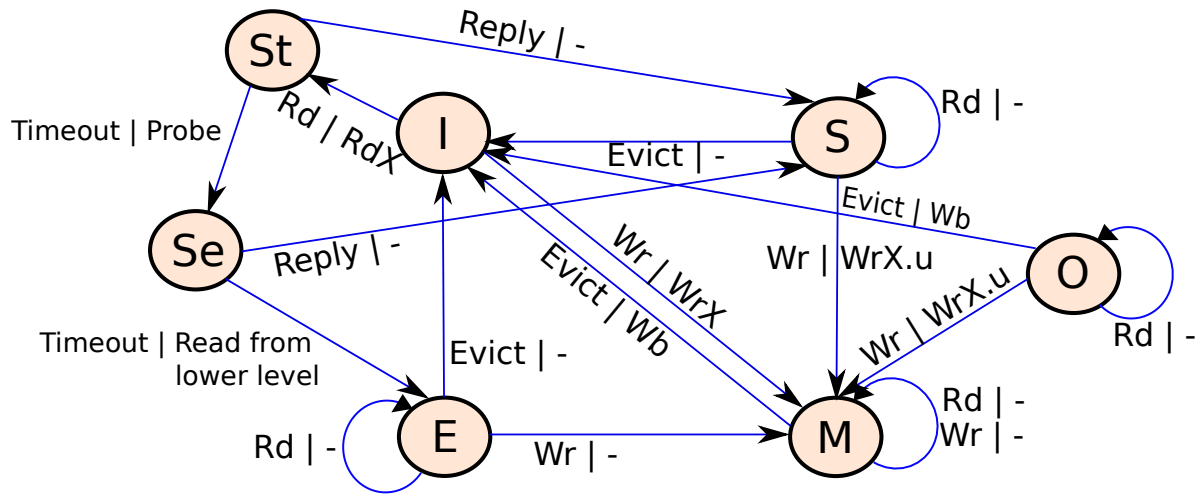 St
Reply | -
I
S
Rd | -
Rd | RdX
Timeout | Probe
Evict | -
Evict | Wb
Se
Reply | -
Wr | WrX
Evict | Wb
Wr | WrX.u
O
Wr | WrX.u
Rd | -
Timeout | Read from
lower level
Evict | -
E
Rd | -
Wr | -
M
Rd | -
Wr | -